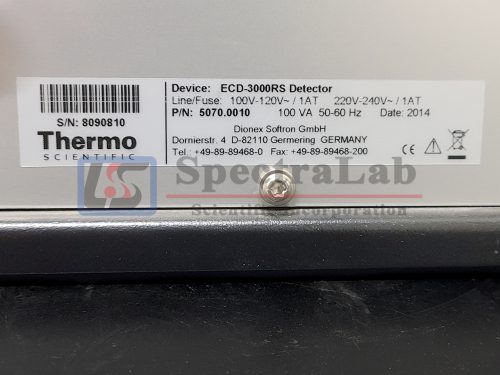 Device: ECD-3000RS Detector
Line/Fuse: 100V-120V~ / 1AT 220V-240V~ / 1AT
S/N: 8090810
P/N: 5070.0010 100 VA 50-60 Hz Date: 2014
Thermo
SCIENTIFIC
Dionex Softron GmbH
Dornierstr. 4 D-82110 Germering GERMANY
Tel.: +49-89-89468-0 Fax: +49-89-89468-200
CE
SpectraLab
Scientific Incorporation